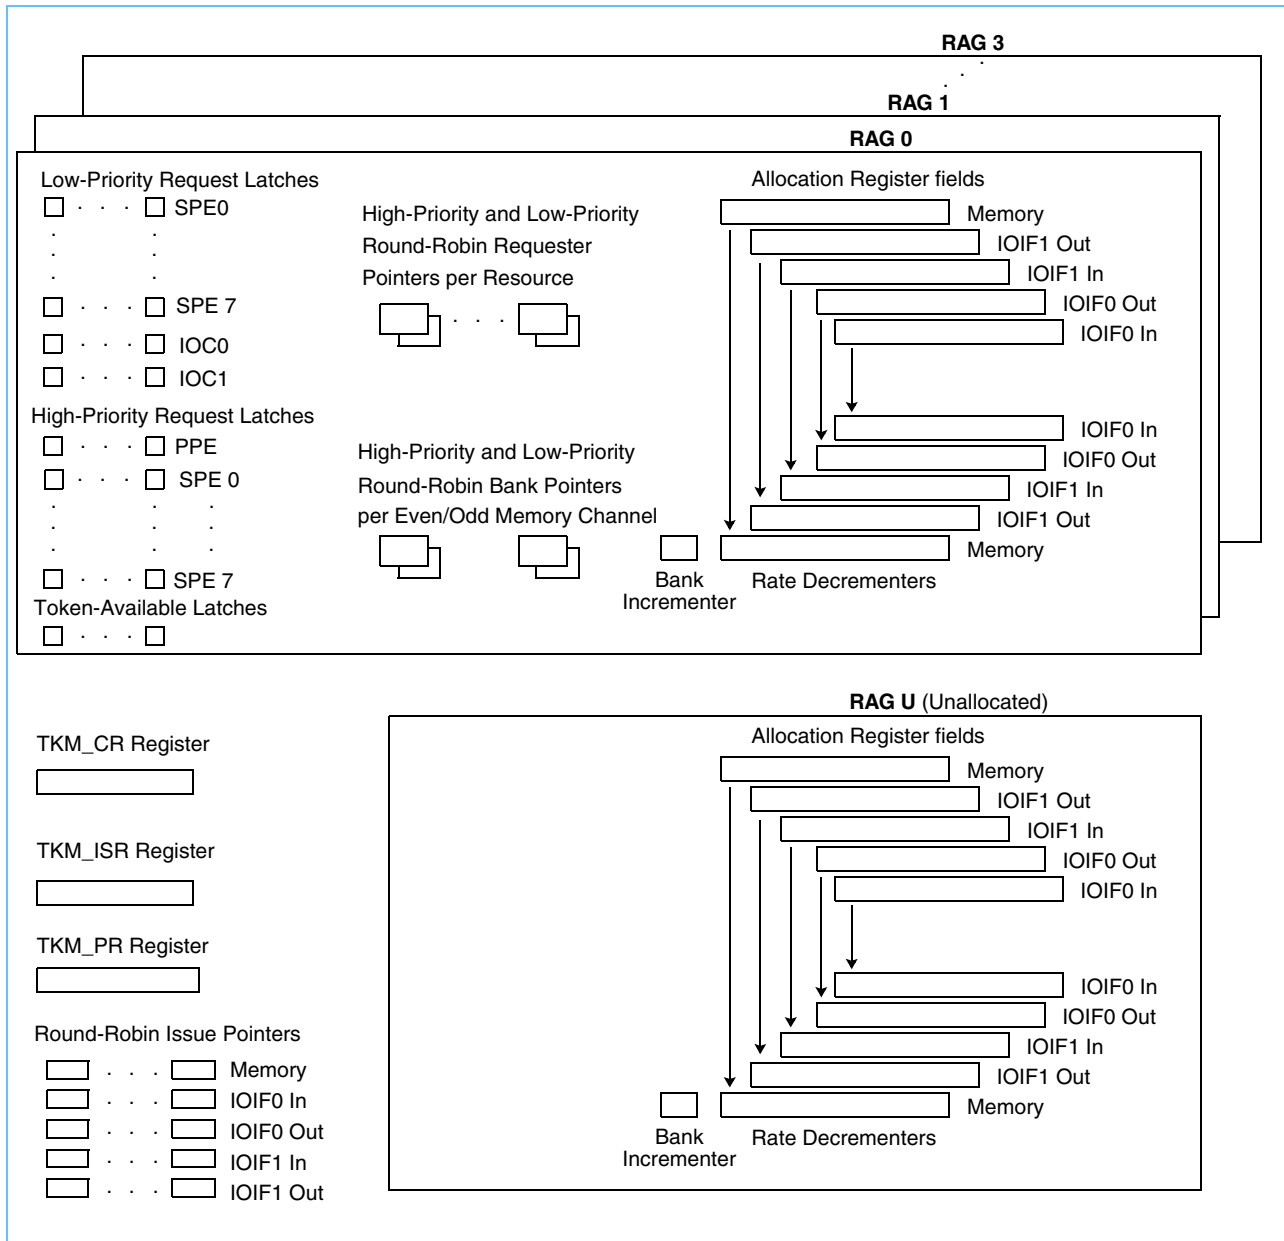 RAG 3
RAG 1
RAG 0
Low-Priority Request Latches
SPE0
SPE 7
IOC0
IOC1
High-Priority Request Latches
PPE
SPE 0
SPE 7
Token-Available Latches
High-Priority and Low-Priority
Round-Robin Requester
Pointers per Resource
High-Priority and Low-Priority
Round-Robin Bank Pointers
per Even/Odd Memory Channel
Allocation Register fields
Memory
IOIF1 Out
IOIF1 In
IOIF0 Out
IOIF0 In
IOIF0 In
IOIF0 Out
IOIF1 In
IOIF1 Out
Memory
Bank
Incrementer
Rate Decrementers
TKM_CR Register
TKM_ISR Register
TKM_PR Register
Round-Robin Issue Pointers
Memory
IOIF0 In
IOIF0 Out
IOIF1 In
IOIF1 Out
RAG U (Unallocated)
Allocation Register fields
Memory
IOIF1 Out
IOIF1 In
IOIF0 Out
IOIF0 In
IOIF0 In
IOIF0 Out
IOIF1 In
IOIF1 Out
Memory
Bank
Incrementer
Rate Decrementers